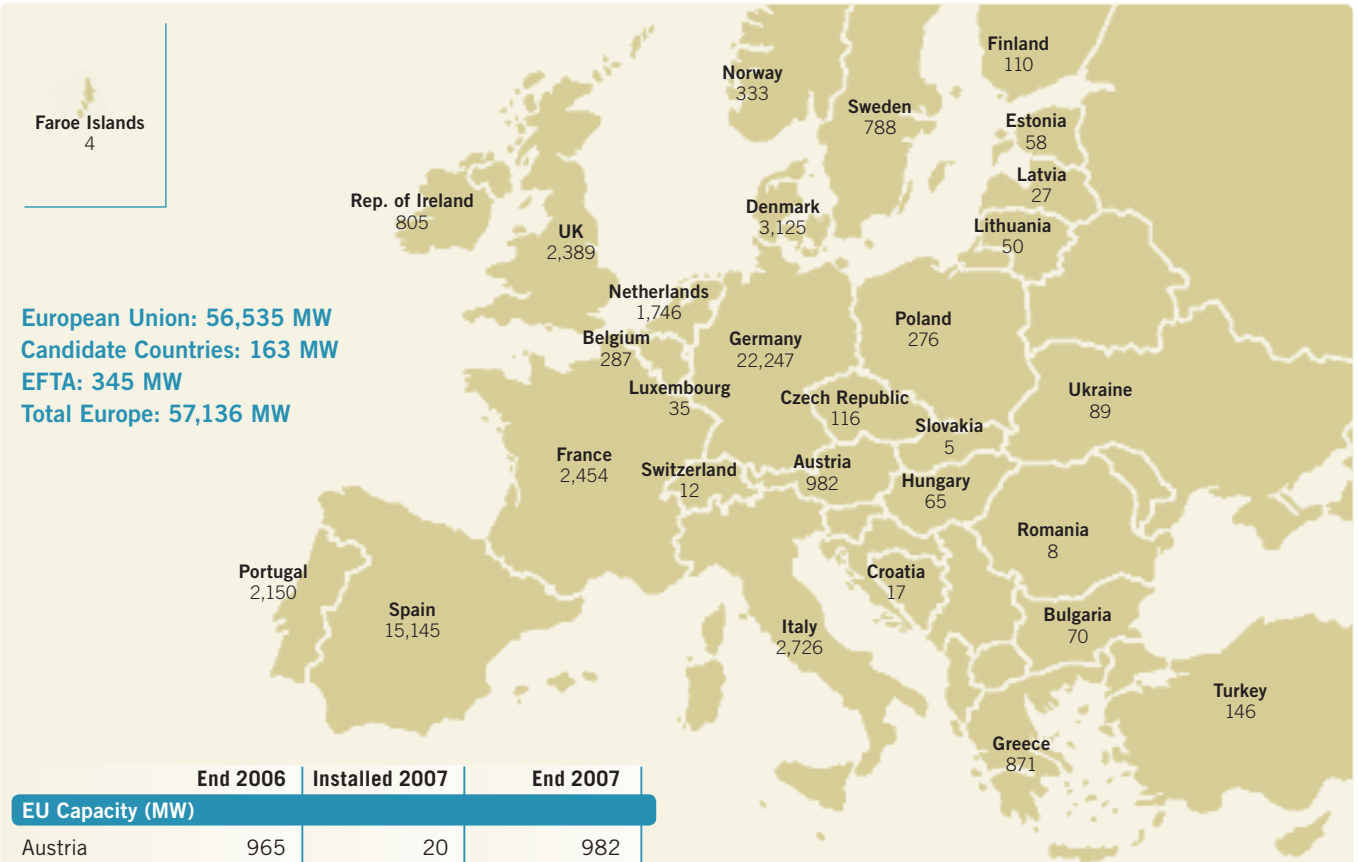 Faroe Islands
4
Finland
110
Norway
333
Sweden
788
Estonia
58
Latvia
27
Lithuania
50
Rep. of Ireland
805
UK
2,389
Denmark
3,125
Netherlands
1,746
Belgium
287
Luxembourg
35
Germany
22,247
Poland
276
Czech Republic
116
Slovakia
5
Ukraine
89
European Union: 56,535 MW
Candidate Countries: 163 MW
EFTA: 345 MW
Total Europe: 57,136 MW
France
2,454
Switzerland
12
Austria
982
Hungary
65
Romania
8
Croatia
17
Bulgaria
70
Portugal
2,150
Spain
15,145
Italy
2,726
Turkey
146
Greece
871
End 2006 Installed 2007 End 2007
EU Capacity (MW)
Austria 965 20 982